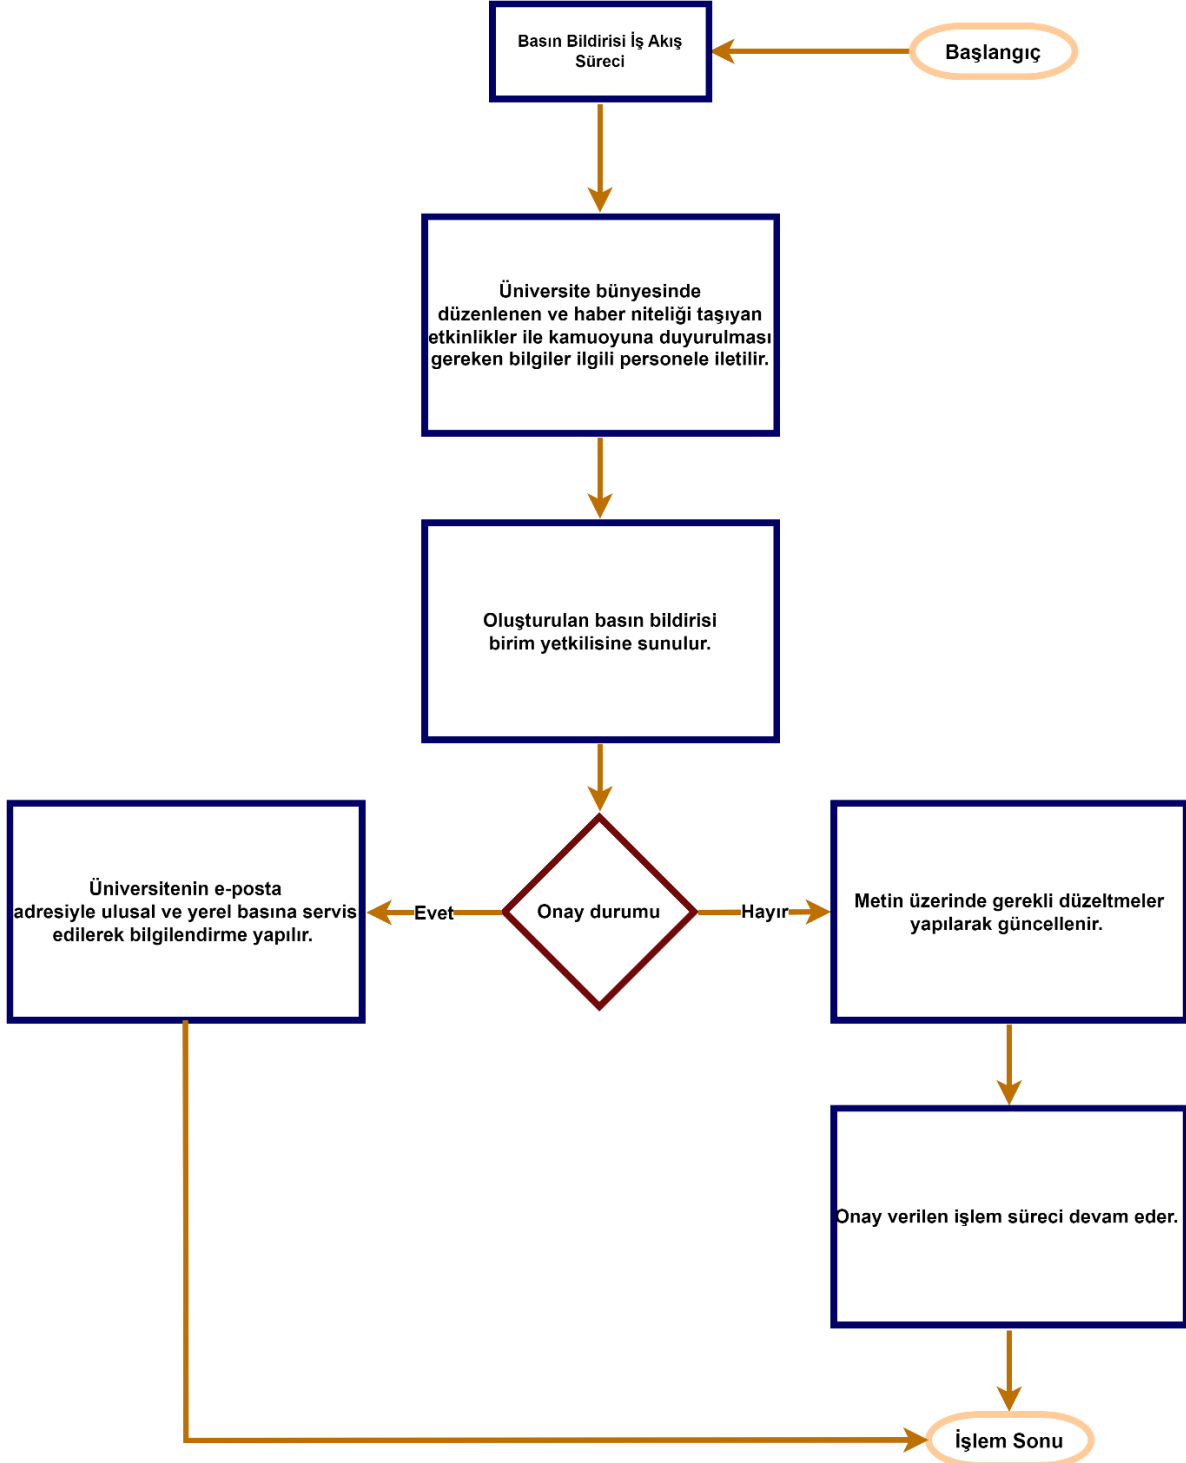 Basın Bildirisi İş Akış
Süreci
Başlangıç
Üniversite bünyesinde
düzenlenen ve haber niteliği taşıyan
etkinlikler ile kamuoyuna duyurulması
gereken bilgiler ilgili personele iletilir.
Oluşturulan basın bildirisi
birim yetkilisine sunulur.
Üniversitenin e-posta
adresiyle ulusal ve yerel basına servis
edilerek bilgilendirme yapılır.
Evet
Onay durumu
Hayır
Metin üzerinde gerekli düzeltmeler
yapılarak güncellenir.
Onay verilen işlem süreci devam eder.
İşlem Sonu